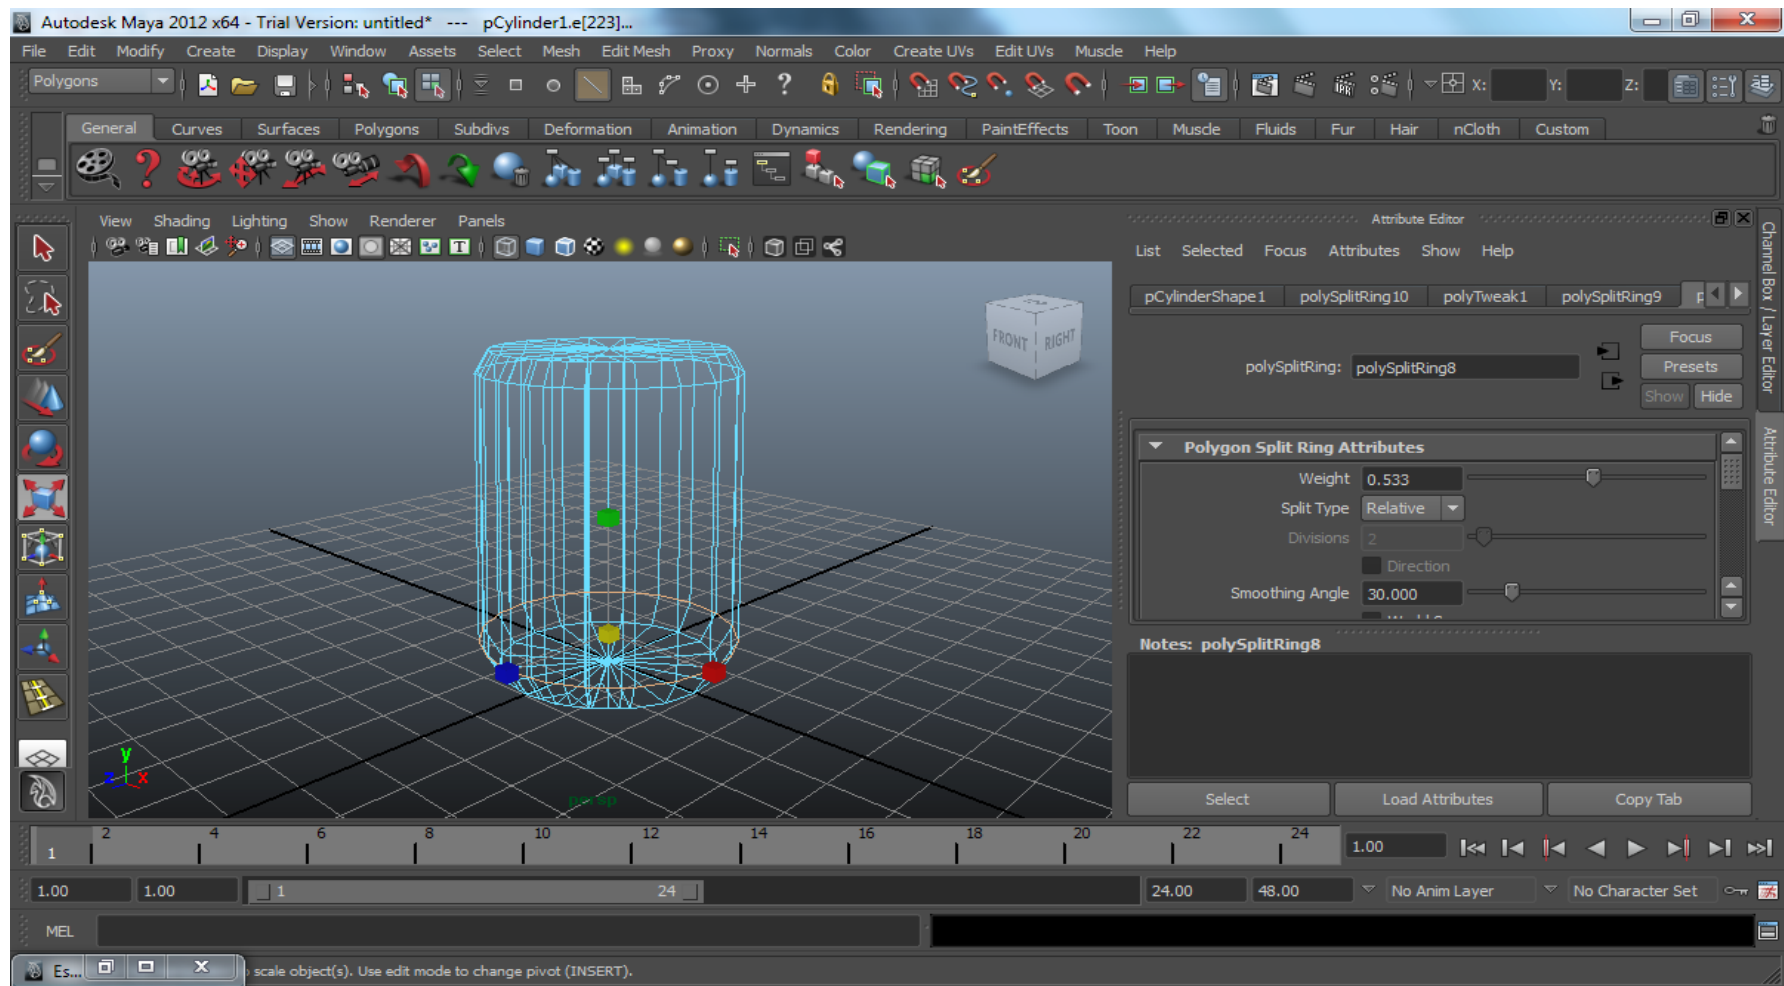 Autodesk Maya 2012 x64 - Trial Version: untitled* --- pCylinder1.e[223]...
File Edit Modify Create Display Window Assets Select Mesh Edit Mesh Proxy Normals Color Create UVs Edit UVs Muscle Help
Polygons X: Y: Z:
General Curves Surfaces Polygons Subdivs Deformation Animation Dynamics Rendering PaintEffects Toon Muscle Fluids Fur Hair nCloth Custom
View Shading Lighting Show Renderer Panels
Attribute Editor
List Selected Focus Attributes Show Help
pCylinderShape1 polySplitRing10 polyTweak1 polySplitRing9
FRONT RIGHT
polySplitRing: polySplitRing8
Focus
Presets
Show Hide
Polygon Split Ring Attributes
Weight 0.533
Split Type Relative
Divisions 2
Direction
Smoothing Angle 30.000
Notes: polySplitRing8
Select Load Attributes Copy Tab
Channel Box / Layer Editor
Attribute Editor
y
z x
persp
2 4 6 8 10 12 14 16 18 20 22 24
1 1.00
1.00 1.00 1 24 24.00 48.00 No Anim Layer No Character Set
MEL
Es... scale object(s). Use edit mode to change pivot (INSERT).